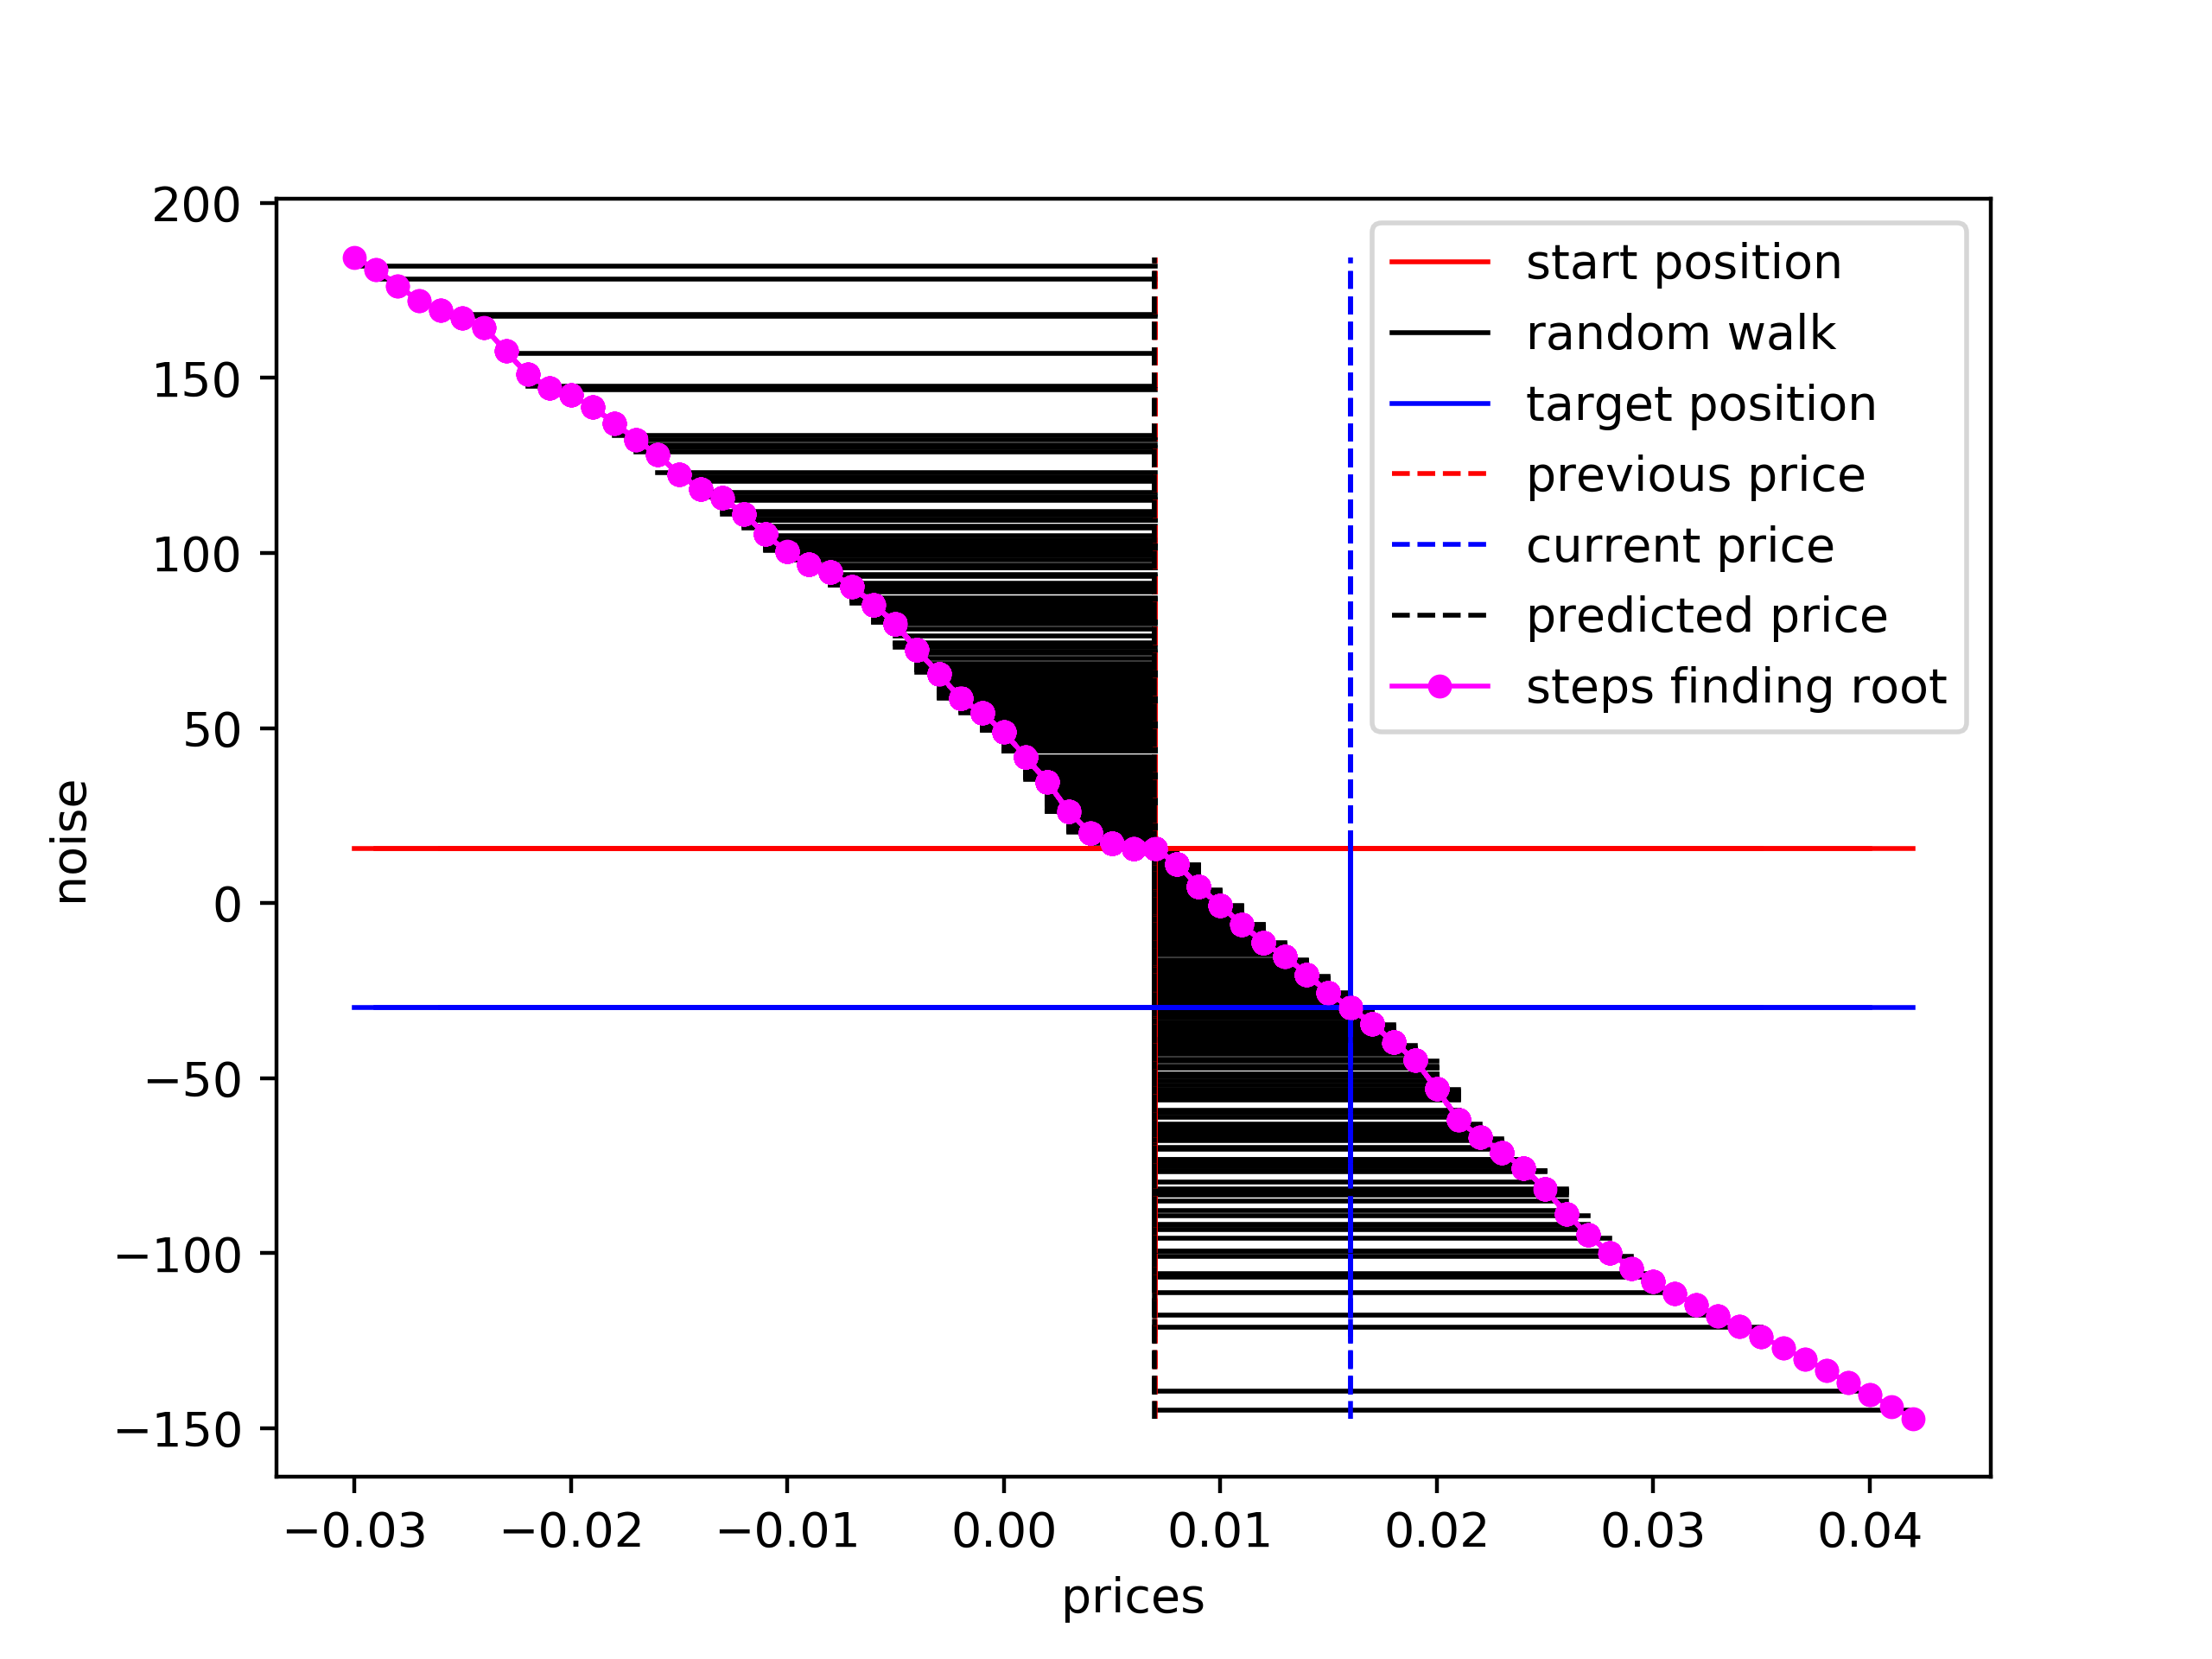 200
150
100
50
0
−50
−100
−150
noise
−0.03
−0.02
−0.01
0.00
0.01
0.02
0.03
0.04
prices
start position
random walk
target position
previous price
current price
predicted price
steps finding root